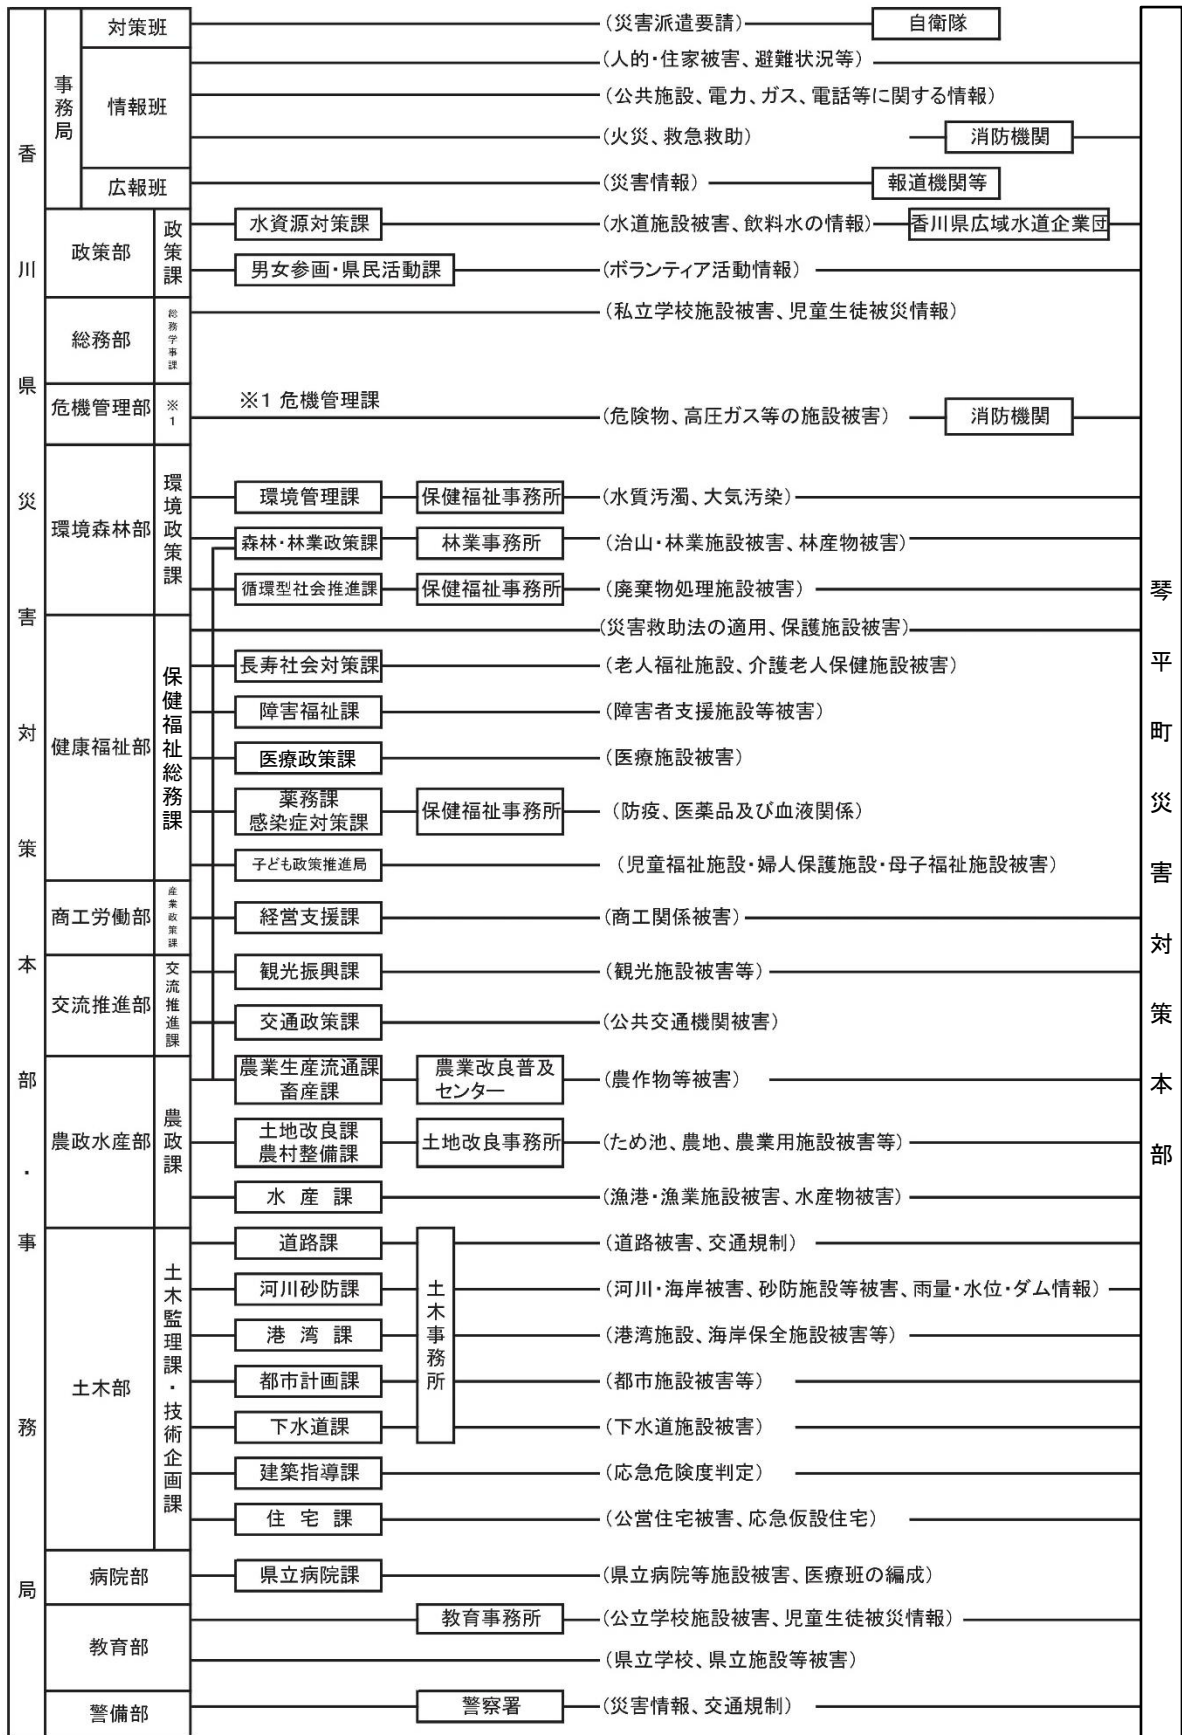 香川県災害対策本部・事務局
事務局
対策班
(災害派遣要請)
自衛隊
情報班
(人的・住家被害、避難状況等)
(公共施設、電力、ガス、電話等に関する情報)
(火災、救急救助)
消防機関
広報班
(災害情報)
報道機関等
政策部
政策課
水資源対策課
(水道施設被害、飲料水の情報)
香川県広域水道企業団
男女参画・県民活動課
(ボランティア活動情報)
総務部
総務学事課
(私立学校施設被害、児童生徒被災情報)
危機管理部
※1
※1 危機管理課
(危険物、高圧ガス等の施設被害)
消防機関
環境森林部
環境政策課
環境管理課
保健福祉事務所
(水質汚濁、大気汚染)
森林・林業政策課
林業事務所
(治山・林業施設被害、林産物被害)
循環型社会推進課
保健福祉事務所
(廃棄物処理施設被害)
健康福祉部
保健福祉総務課
(災害救助法の適用、保護施設被害)
長寿社会対策課
(老人福祉施設、介護老人保健施設被害)
障害福祉課
(障害者支援施設等被害)
医療政策課
(医療施設被害)
薬務課
感染症対策課
保健福祉事務所
(防疫、医薬品及び血液関係)
子ども政策推進局
(児童福祉施設・婦人保護施設・母子福祉施設被害)
商工労働部
産業政策課
経営支援課
(商工関係被害)
交流推進部
交流推進課
観光振興課
(観光施設被害等)
交通政策課
(公共交通機関被害)
農政水産部
農政課
農業生産流通課
畜産課
農業改良普及
センター
(農作物等被害)
土地改良課
農村整備課
土地改良事務所
(ため池、農地、農業用施設被害等)
水産課
(漁港・漁業施設被害、水産物被害)
土木部
土木監理課・技術企画課
道路課
土木事務所
(道路被害、交通規制)
河川砂防課
(河川・海岸被害、砂防施設等被害、雨量・水位・ダム情報)
港湾課
(港湾施設、海岸保全施設被害等)
都市計画課
(都市施設被害等)
下水道課
(下水道施設被害)
建築指導課
(応急危険度判定)
住宅課
(公営住宅被害、応急仮設住宅)
病院部
県立病院課
(県立病院等施設被害、医療班の編成)
教育部
教育事務所
(公立学校施設被害、児童生徒被災情報)
(県立学校、県立施設等被害)
警備部
警察署
(災害情報、交通規制)
琴平町災害対策本部